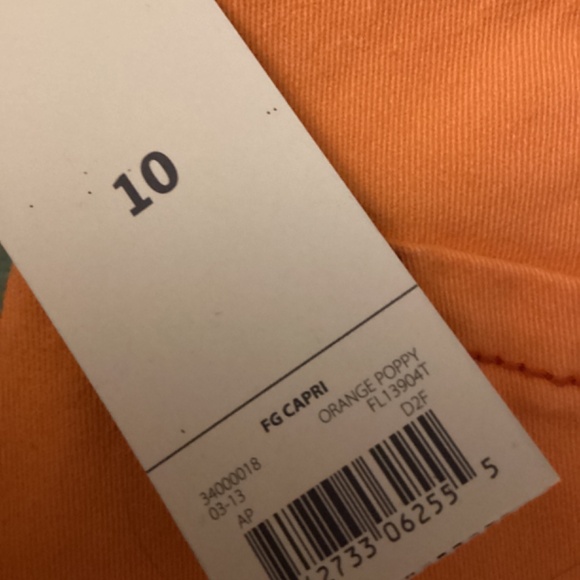 10
FG CAPRI
ORANGE POPPY
FL13904T
D2F
34000018
03-13
AP
2733 06255 5